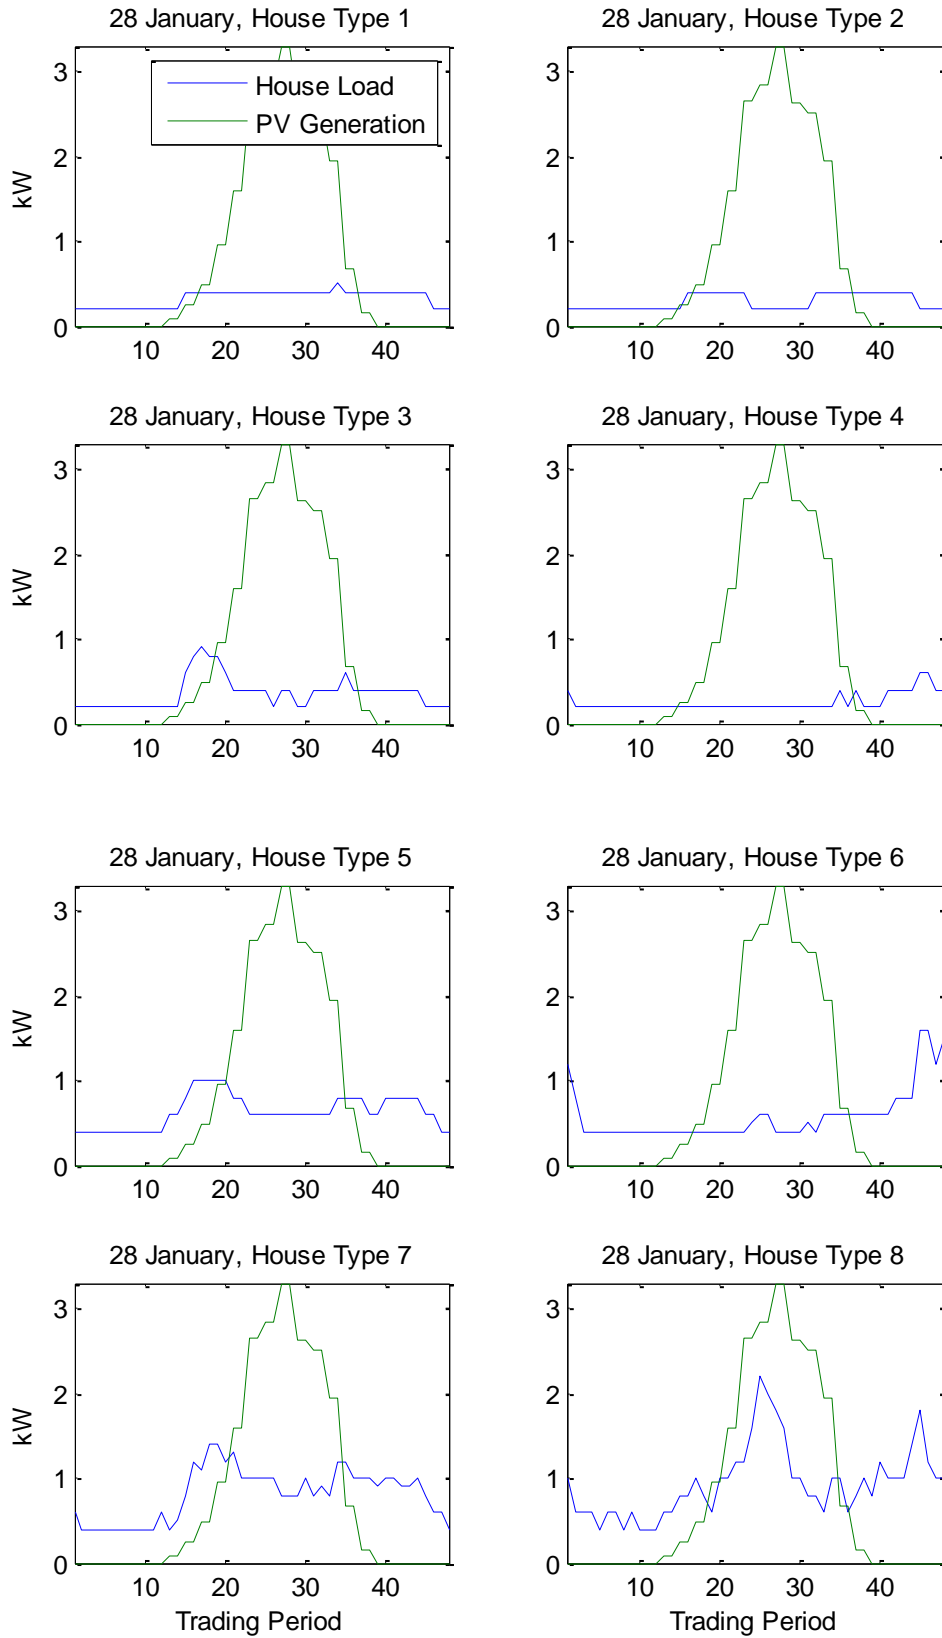 28 January, House Type 1
28 January, House Type 2
3
2
1
0
kW
House Load
PV Generation
10 20 30 40
3
2
1
0
10 20 30 40
28 January, House Type 3
28 January, House Type 4
3
2
1
0
kW
10 20 30 40
3
2
1
0
10 20 30 40
28 January, House Type 5
28 January, House Type 6
3
2
1
0
kW
10 20 30 40
3
2
1
0
10 20 30 40
28 January, House Type 7
28 January, House Type 8
3
2
1
0
kW
10 20 30 40
Trading Period
3
2
1
0
10 20 30 40
Trading Period